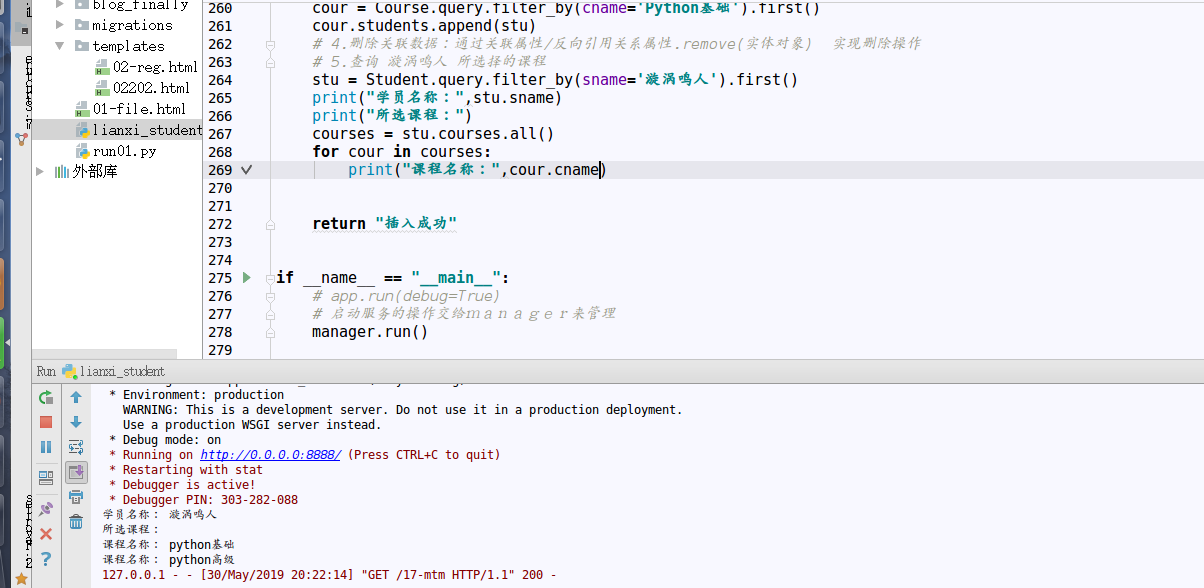 blog_finally
migrations
templates
02-reg.html
02202.html
01-file.html
lianxi_student
run01.py
外部库
260 cour = Course.query.filter_by(cname='Python基础').first()
261 cour.students.append(stu)
262 # 4.删除关联数据：通过关联属性/反向引用关系属性.remove(实体对象) 实现删除操作
263 # 5.查询 漩涡鸣人 所选择的课程
264 stu = Student.query.filter_by(sname='漩涡鸣人').first()
265 print("学员名称：",stu.sname)
266 print("所选课程：")
267 courses = stu.courses.all()
268 for cour in courses:
269 print("课程名称：",cour.cname)
270
271
272 return "插入成功"
273
274
275 if __name__ == "__main__":
276 # app.run(debug=True)
277 # 启动服务的操作交给ｍａｎａｇｅｒ来管理
278 manager.run()
279
Run lianxi_student
* Environment: production
WARNING: This is a development server. Do not use it in a production deployment.
Use a production WSGI server instead.
* Debug mode: on
* Running on http://0.0.0.0:8888/ (Press CTRL+C to quit)
* Restarting with stat
* Debugger is active!
* Debugger PIN: 303-282-088
学员名称： 漩涡鸣人
所选课程：
课程名称： python基础
课程名称： python高级
127.0.0.1 - - [30/May/2019 20:22:14] "GET /17-mtm HTTP/1.1" 200 -